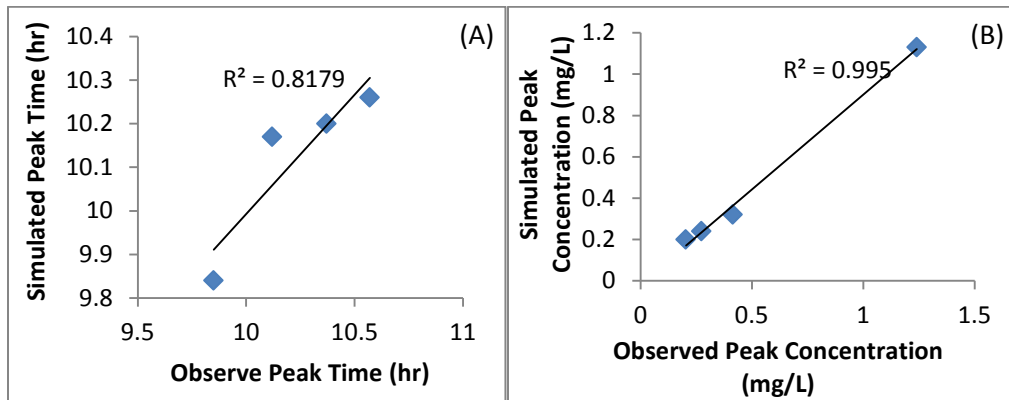 (A)
Simulated Peak Time (hr)
10.4
10.3
10.2
10.1
10
9.9
9.8
R² = 0.8179
9.5
10
10.5
11
Observe Peak Time (hr)
(B)
Simulated Peak
Concentration (mg/L)
1.2
1
0.8
0.6
0.4
0.2
0
R² = 0.995
0
0.5
1
1.5
Observed Peak Concentration
(mg/L)